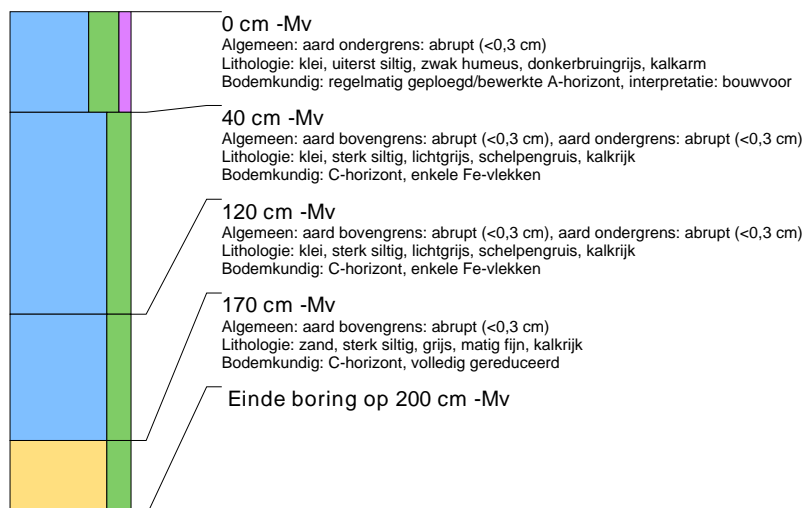 0 cm -Mv
Algemeen: aard ondergrens: abrupt (<0,3 cm)
Lithologie: klei, uiterst siltig, zwak humeus, donkerbruingrijs, kalkarm
Bodemkundig: regelmatig geploegd/bewerkte A-horizont, interpretatie: bouwvoor
40 cm -Mv
Algemeen: aard bovengrens: abrupt (<0,3 cm), aard ondergrens: abrupt (<0,3 cm)
Lithologie: klei, sterk siltig, lichtgrijs, schelpengruis, kalkrijk
Bodemkundig: C-horizont, enkele Fe-vlekken
120 cm -Mv
Algemeen: aard bovengrens: abrupt (<0,3 cm), aard ondergrens: abrupt (<0,3 cm)
Lithologie: klei, sterk siltig, lichtgrijs, schelpengruis, kalkrijk
Bodemkundig: C-horizont, enkele Fe-vlekken
170 cm -Mv
Algemeen: aard bovengrens: abrupt (<0,3 cm)
Lithologie: zand, sterk siltig, grijs, matig fijn, kalkrijk
Bodemkundig: C-horizont, volledig gereduceerd
Einde boring op 200 cm -Mv